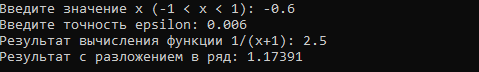 Введите значение x (-1 < x < 1): -0.6
Введите точность epsilon: 0.006
Результат вычисления функции 1/(x+1): 2.5
Результат с разложением в ряд: 1.17391